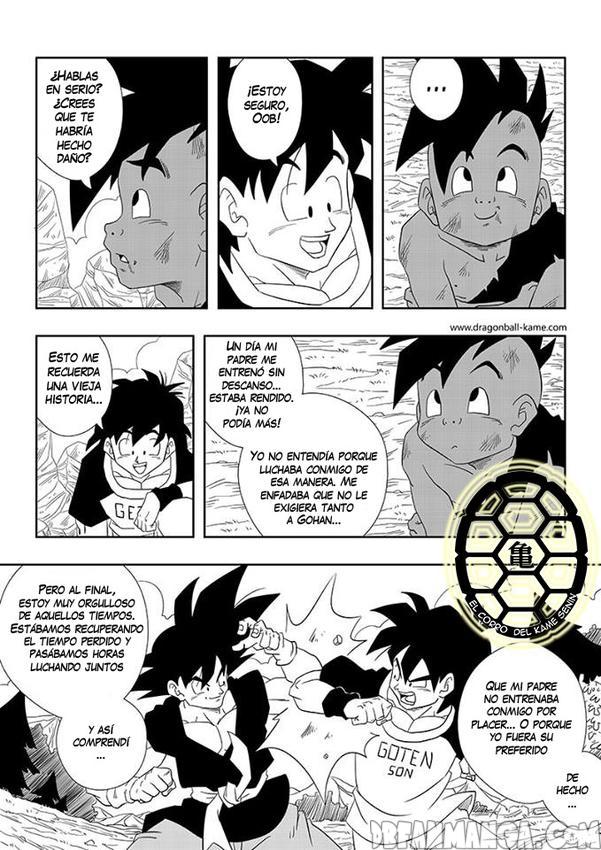 ¿HABLAS
EN SERIO?
¿CREES
QUE TE
HABRÍA
HECHO
DAÑO?
¡ESTOY
SEGURO,
OOB!
...
www.dragonball-kame.com
ESTO ME
RECUERDA
UNA VIEJA
HISTORIA...
UN DÍA MI
PADRE ME
ENTRENÓ SIN
DESCANSO...
ESTABA RENDIDO.
¡YA NO
PODÍA MÁS!
YO NO ENTENDÍA PORQUE
LUCHABA CONMIGO DE
ESA MANERA. ME
ENFADABA QUE NO LE
EXIGIERA TANTO
A GOHAN...
亀
EL CORRO DEL KAME SENIN
PERO AL FINAL,
ESTOY MUY ORGULLOSO
DE AQUELLOS TIEMPOS.
ESTÁBAMOS RECUPERANDO
EL TIEMPO PERDIDO Y
PASÁBAMOS HORAS
LUCHANDO JUNTOS
Y ASÍ
COMPRENDÍ
...
GOTEN
SON
QUE MI PADRE
NO ENTRENABA
CONMIGO POR
PLACER... O PORQUE
YO FUERA SU
PREFERIDO
DE
HECHO
...
DBFANMANGA.COM